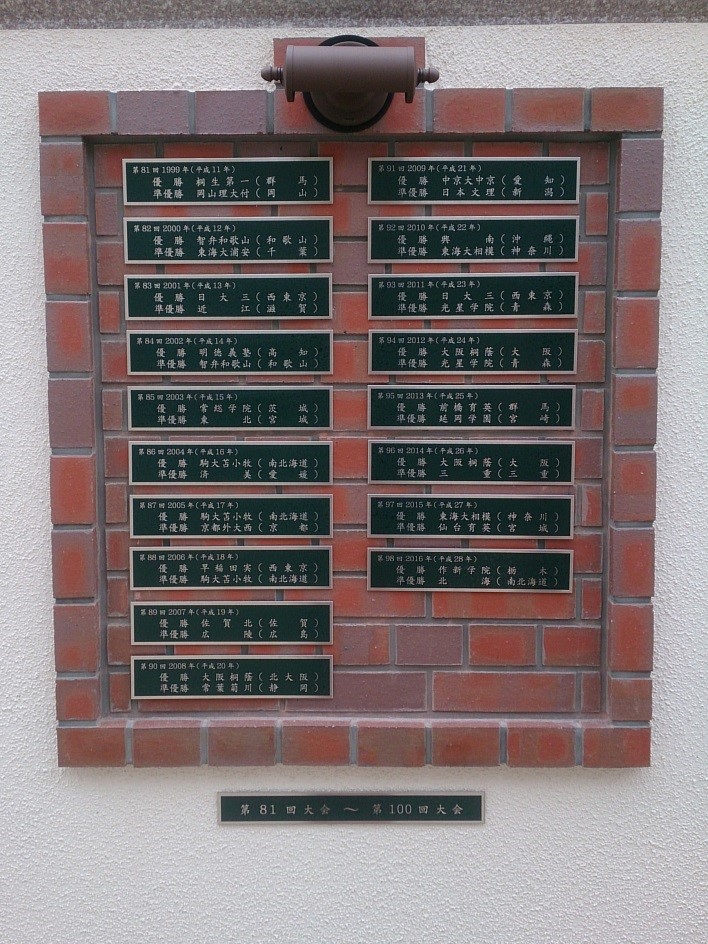 第81回1999年(平成11年)
優勝 桐生第一(群馬)
準優勝 岡山理大付(岡山)
第82回2000年(平成12年)
優勝 智弁和歌山(和歌山)
準優勝 東海大浦安(千葉)
第83回2001年(平成13年)
優勝 日大三(西東京)
準優勝 近江(滋賀)
第84回2002年(平成14年)
優勝 明徳義塾(高知)
準優勝 智弁和歌山(和歌山)
第85回2003年(平成15年)
優勝 常総学院(茨城)
準優勝 東北(宮城)
第86回2004年(平成16年)
優勝 駒大苫小牧(南北海道)
準優勝 済美(愛媛)
第87回2005年(平成17年)
優勝 駒大苫小牧(南北海道)
準優勝 京都外大西(京都)
第88回2006年(平成18年)
優勝 早稲田実(西東京)
準優勝 駒大苫小牧(南北海道)
第89回2007年(平成19年)
優勝 佐賀北(佐賀)
準優勝 広陵(広島)
第90回2008年(平成20年)
優勝 大阪桐蔭(北大阪)
準優勝 常葉菊川(静岡)
第91回2009年(平成21年)
優勝 中京大中京(愛知)
準優勝 日本文理(新潟)
第92回2010年(平成22年)
優勝 興南(沖縄)
準優勝 東海大相模(神奈川)
第93回2011年(平成23年)
優勝 日大三(西東京)
準優勝 光星学院(青森)
第94回2012年(平成24年)
優勝 大阪桐蔭(大阪)
準優勝 光星学院(青森)
第95回2013年(平成25年)
優勝 前橋育英(群馬)
準優勝 延岡学園(宮崎)
第96回2014年(平成26年)
優勝 大阪桐蔭(大阪)
準優勝 三重(三重)
第97回2015年(平成27年)
優勝 東海大相模(神奈川)
準優勝 仙台育英(宮城)
第98回2016年(平成28年)
優勝 作新学院(栃木)
準優勝 北海(南北海道)
第81回大会 ～ 第100回大会